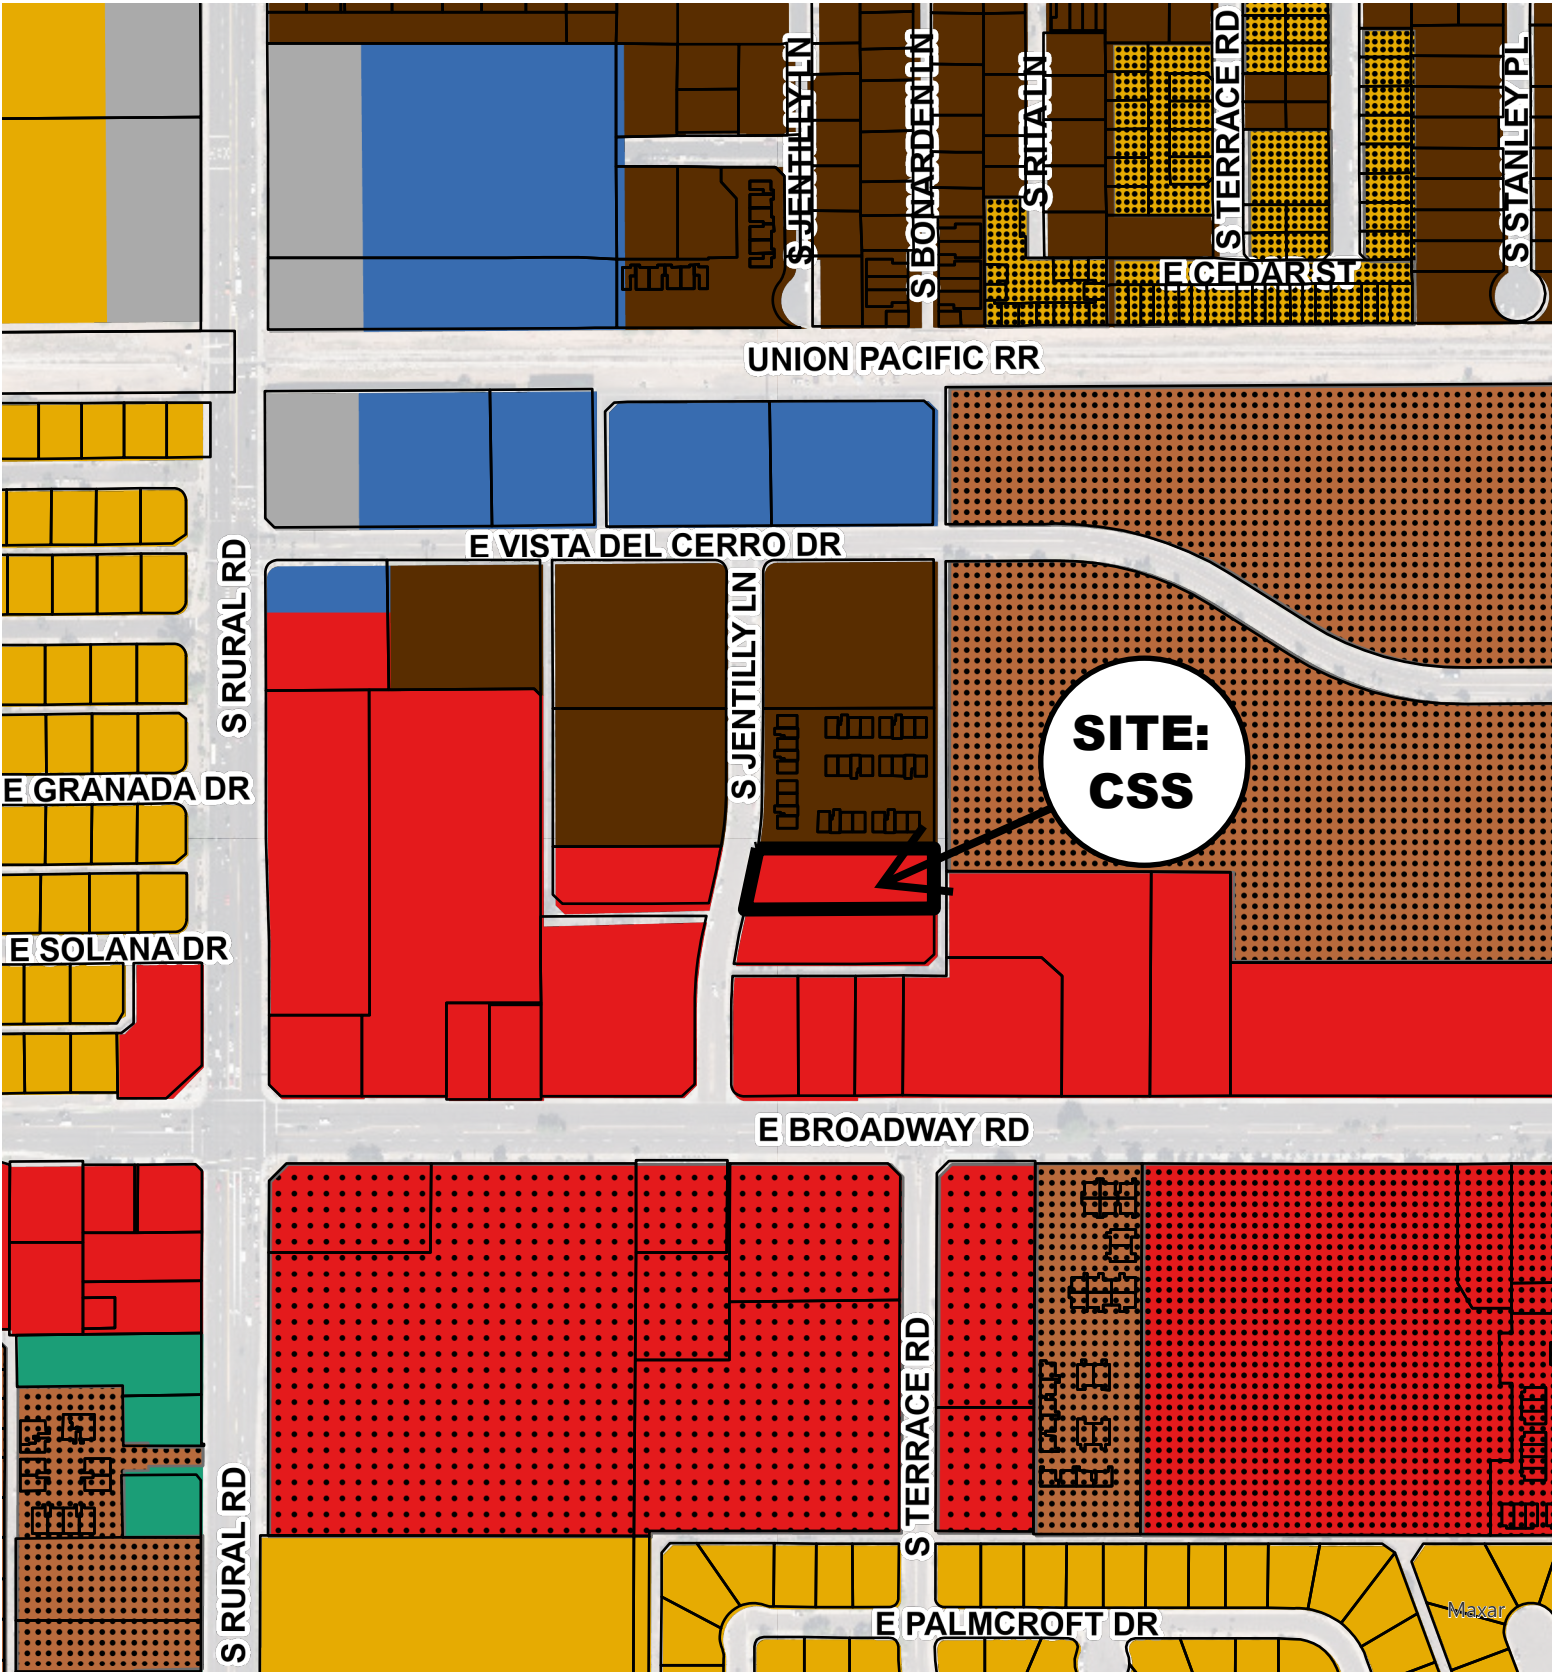 S JENTILLY LN
S BONARDEN LN
S RITA LN
S TERRACE RD
S STANLEY PL
E CEDAR ST
UNION PACIFIC RR
E VISTA DEL CERRO DR
S RURAL RD
S JENTILLY LN
SITE:
CSS
E GRANADA DR
E SOLANA DR
E BROADWAY RD
S TERRACE RD
S RURAL RD
E PALMCROFT DR
Maxar